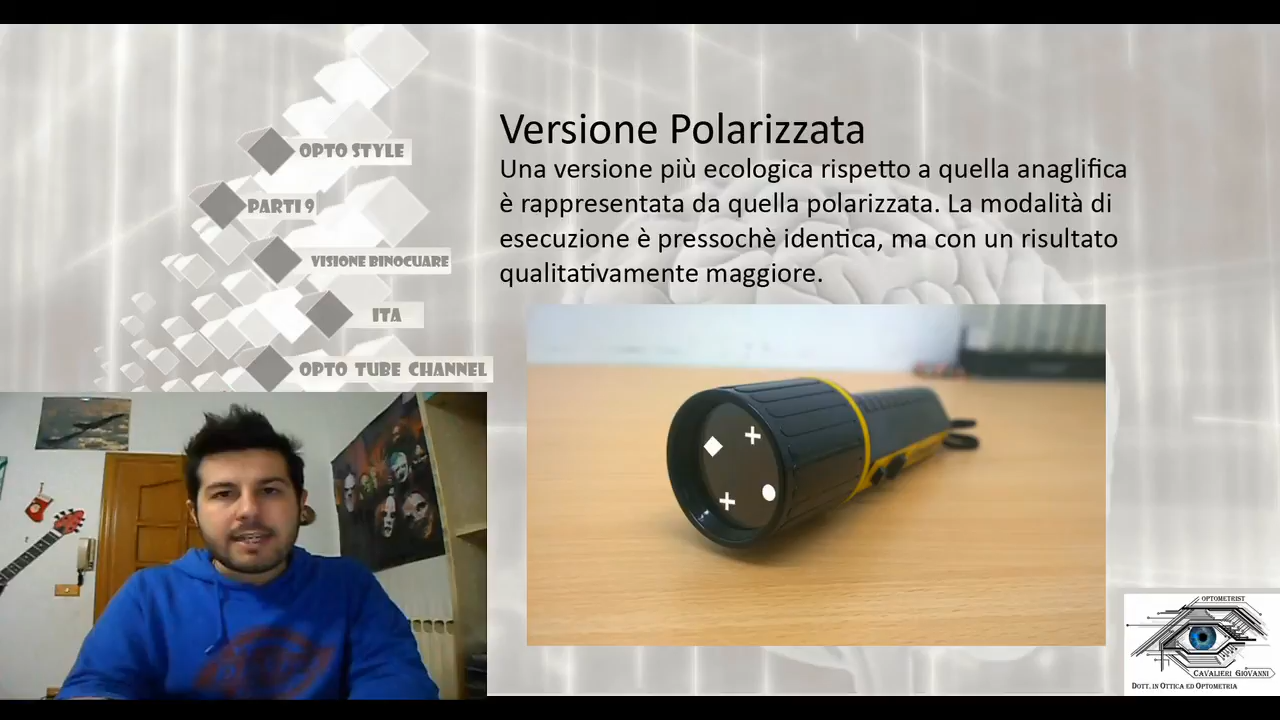 OPTO STYLE
PARTI 9
VISIONE BINOCUARE
ITA
OPTO TUBE CHANNEL
Versione Polarizzata
Una versione più ecologica rispetto a quella anaglifica
è rappresentata da quella polarizzata. La modalità di
esecuzione è pressochè identica, ma con un risultato
qualitativamente maggiore.
OPTOMETRIST
CAVALIERI GIOVANNI
DOTT. IN OTTICA ED OPTOMETRIA